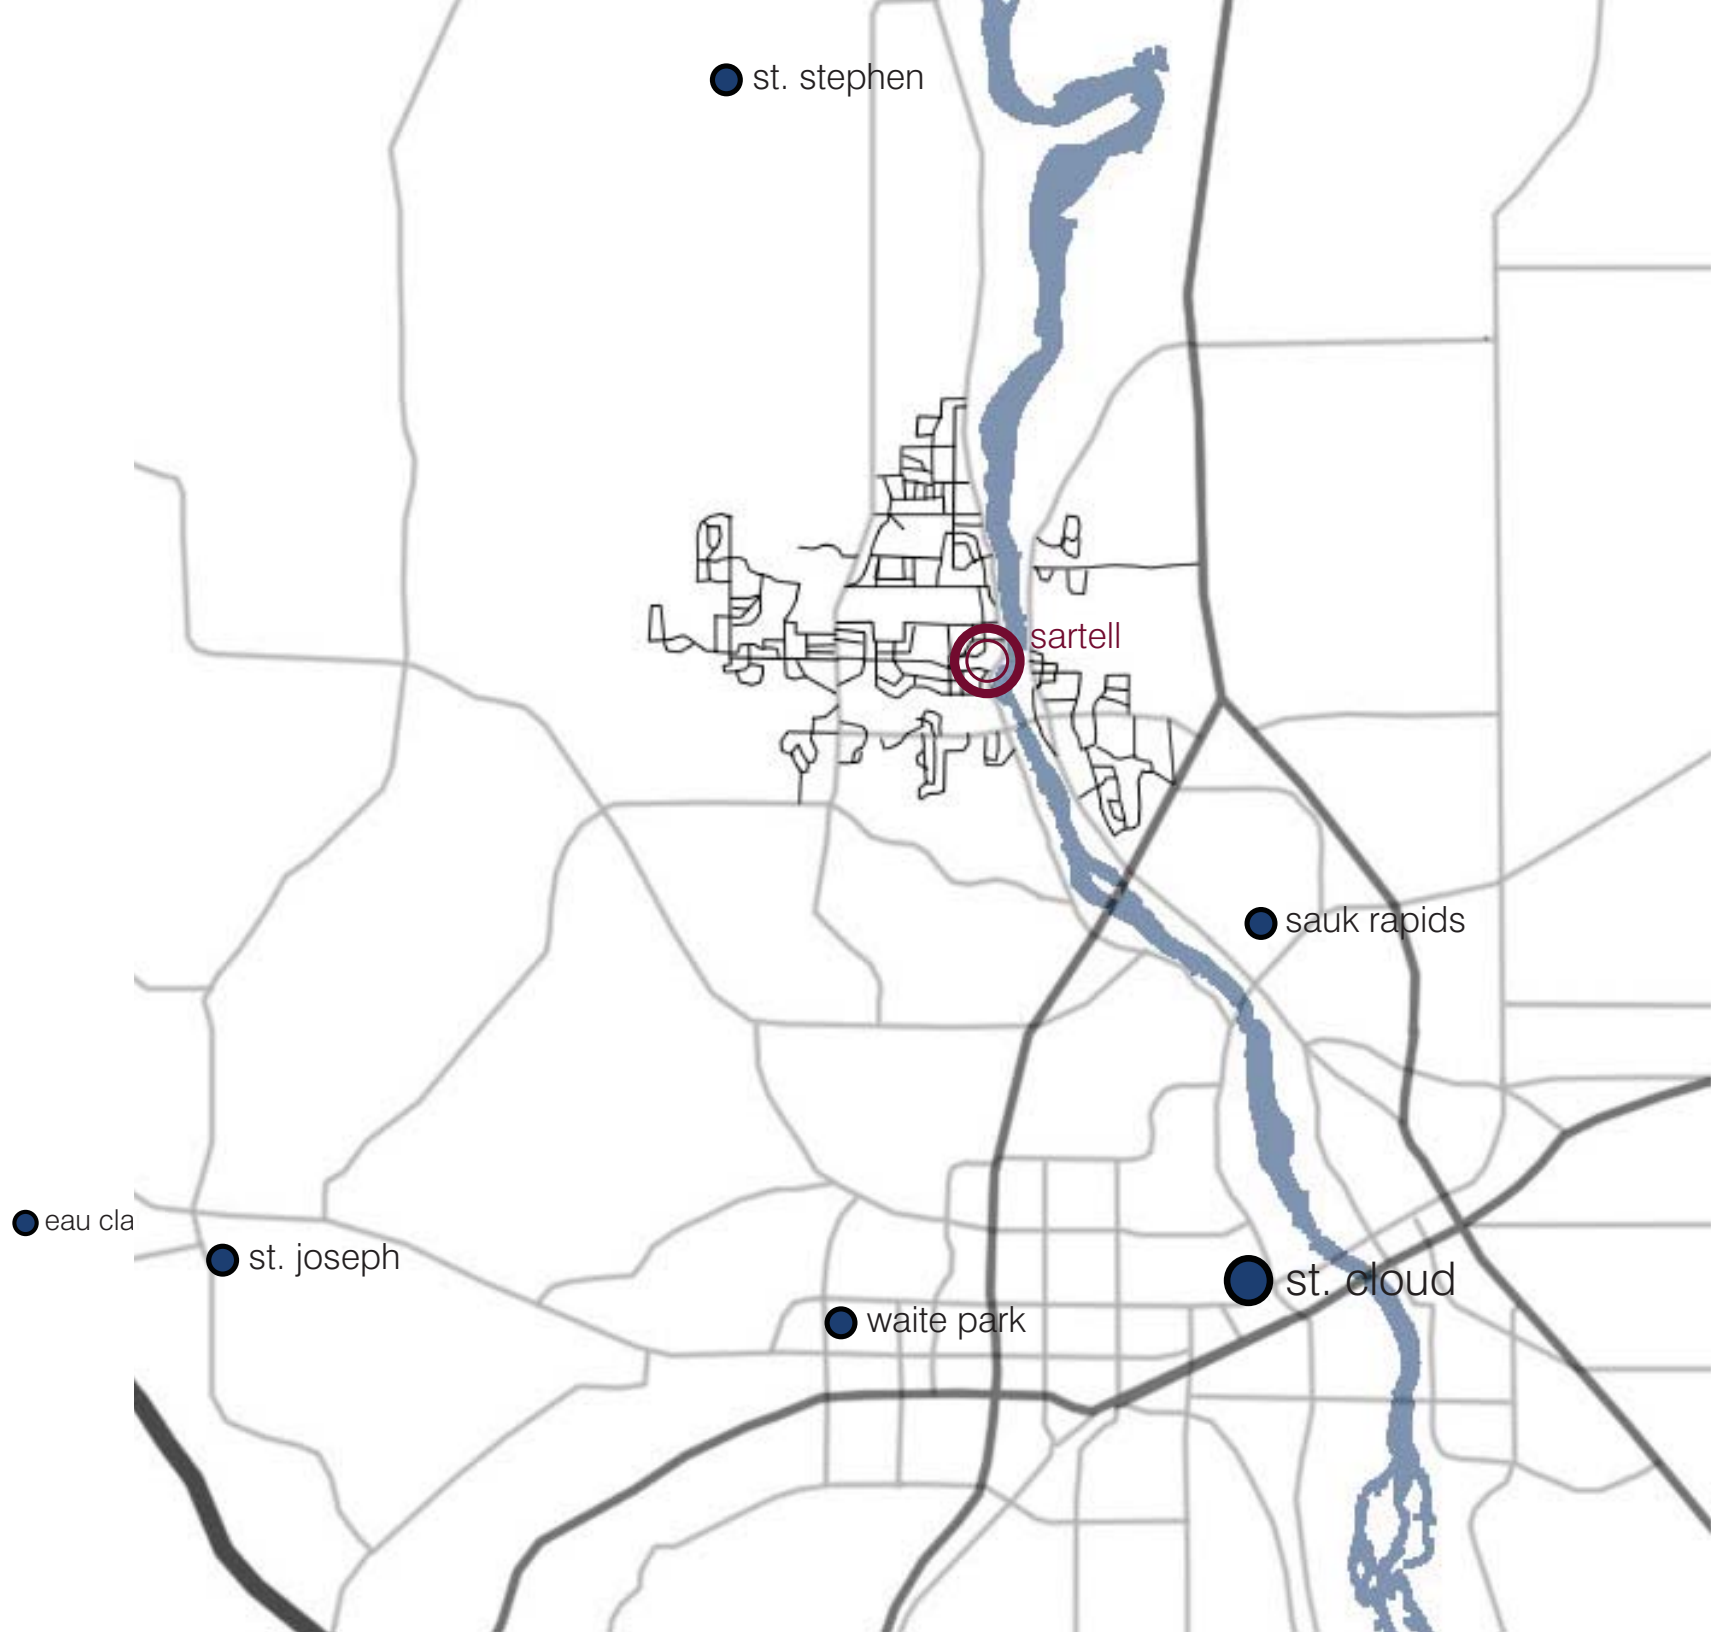 st. stephen
sartell
sauk rapids
eau cla
st. joseph
st. cloud
waite park